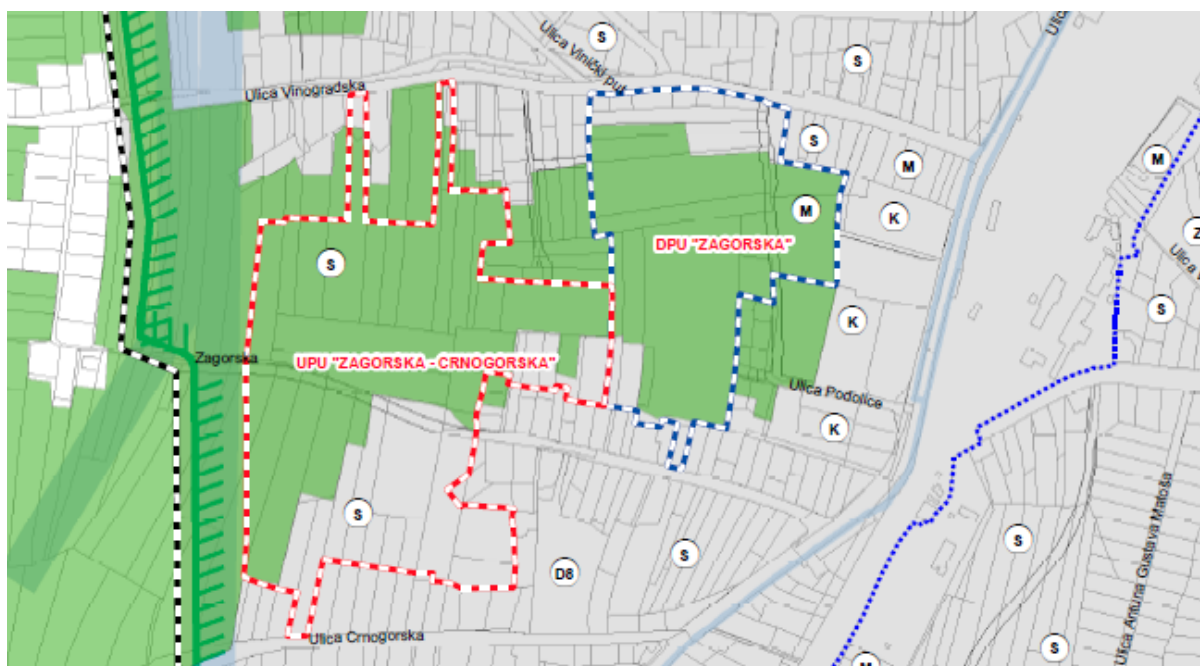 Ulica Vinički put
S
S
Ulica Vinogradska
S
M
K
M
M
Z
S
DPU "ZAGORSKA"
S
K
Zagorska
UPU "ZAGORSKA - CRNOGORSKA"
Ulica Podolice
K
S
D8
S
S
Ulica Antuna Gustava Matoša
Ulica Crnogorska
S
M